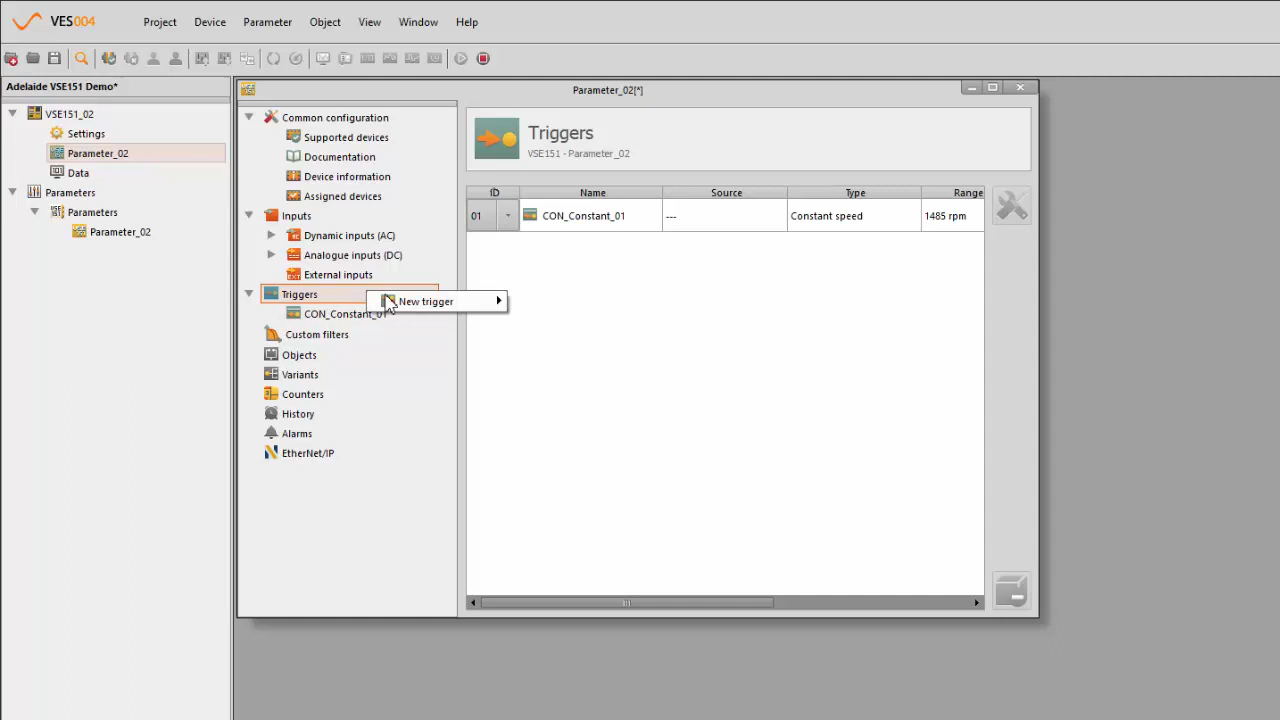 VES004
Project Device Parameter Object View Window Help
Adelaide VSE151 Demo*
VSE151_02
Settings
Parameter_02
Data
Parameters
Parameters
Parameter_02
Parameter_02[*]
Common configuration
Supported devices
Documentation
Device information
Assigned devices
Inputs
Dynamic inputs (AC)
Analogue inputs (DC)
External inputs
Triggers
New trigger
CON_Constant_01
Custom filters
Objects
Variants
Counters
History
Alarms
EtherNet/IP
Triggers
VSE151 - Parameter_02
ID Name Source Type Range
01 CON_Constant_01 --- Constant speed 1485 rpm